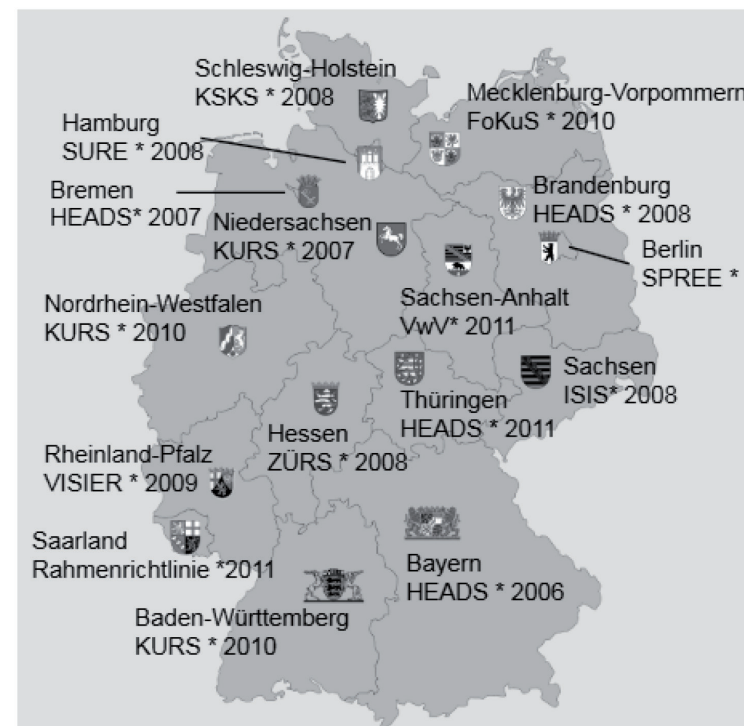 Schleswig-Holstein
KSKS * 2008
Mecklenburg-Vorpommern
FoKuS * 2010
Hamburg
SURE * 2008
Bremen
HEADS* 2007
Brandenburg
HEADS * 2008
Niedersachsen
KURS * 2007
Berlin
SPREE *
Sachsen-Anhalt
VwV* 2011
Nordrhein-Westfalen
KURS * 2010
Sachsen
ISIS* 2008
Thüringen
HEADS * 2011
Hessen
ZÜRS * 2008
Rheinland-Pfalz
VISIER * 2009
Saarland
Rahmenrichtlinie *2011
Bayern
HEADS * 2006
Baden-Württemberg
KURS * 2010